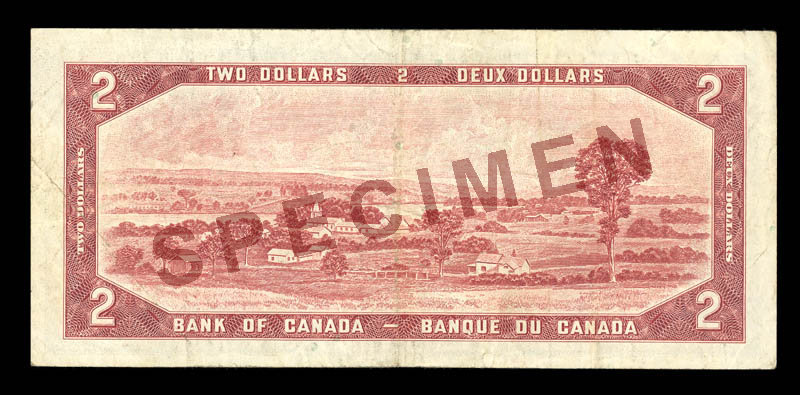 2 TWO DOLLARS 2 DEUX DOLLARS 2
TWO DOLLARS
SPECIMEN
DEUX DOLLARS
2 BANK OF CANADA — BANQUE DU CANADA 2